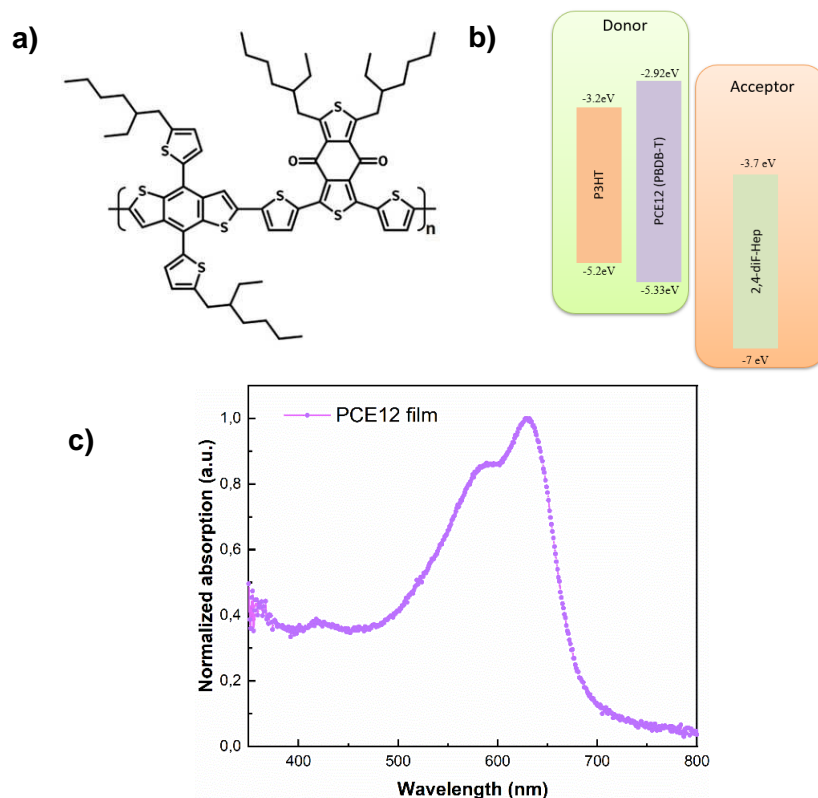 a)
S
S
O
O
S
S
S
S
S
S
n
b)
Donor
Acceptor
-2.92eV
-3.2eV
-3.7 eV
P3HT
PCE12 (PBDB-T)
2,4-diF-Hep
-5.2eV
-5.33eV
-7 eV
c)
PCE12 film
Normalized absorption (a.u.)
1,0
0,8
0,6
0,4
0,2
0,0
400 500 600 700 800
Wavelength (nm)